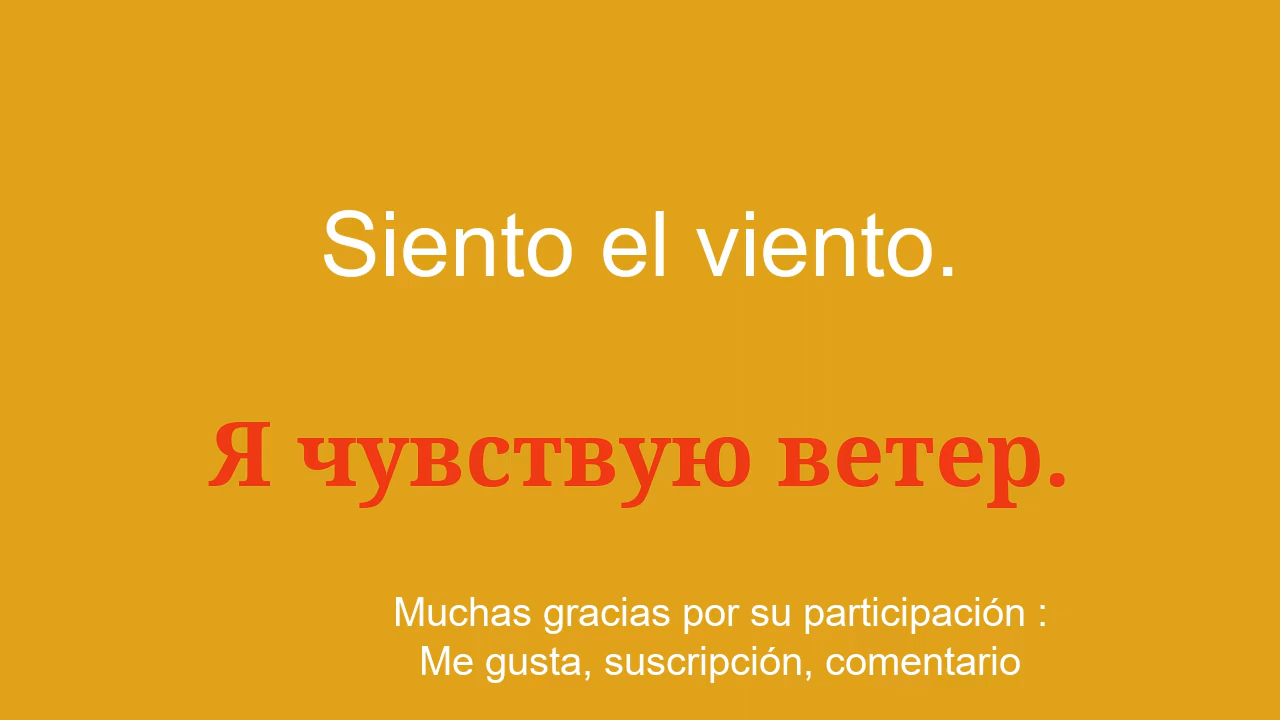 Siento el viento.
Я чувствую ветер.
Muchas gracias por su participación :
Me gusta, suscripción, comentario